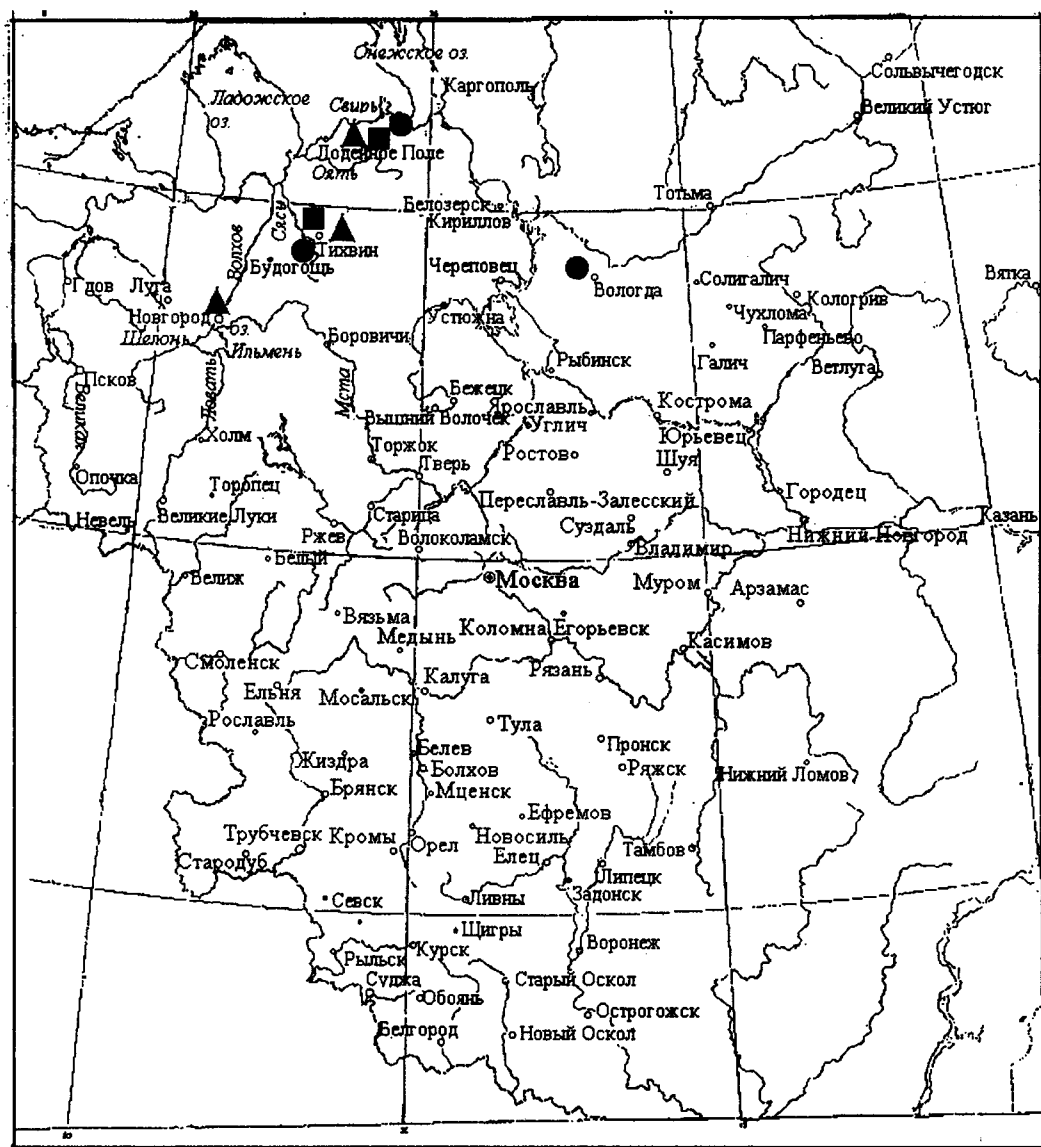 Онежское оз.
Сольвычегодск
Каргополь
Ладожское
оз.
Свирь
Великий Устюг
Лодейное Поле
Оять
Тотьма
Белозерск
Кириллов
Сясь
Волхов
Тихвин
Будогощь
Череповец
Вологда
Солигалич
Вятка
Гдов
Луга
Кологрив
Чухлома
Новгород
Устюжна
Парфеньево
Шелонь
оз.
Ильмень
Боровичи
Рыбинск
Галич
Ветлуга
Псков
Великая
Ловать
Мста
Бежецк
Вышний Волочек
Ярославль
Углич
Кострома
Юрьевец
Холм
Торжок
Ростов
Шуя
Тверь
Опочка
Торопец
Переславль-Залесский
Городец
Невель
Великие Луки
Старица
Суздаль
Казань
Ржев
Волоколамск
Владимир
Нижний Новгород
Белый
Велиж
Москва
Муром
Арзамас
Вязьма
Медынь
Коломна
Егорьевск
Касимов
Смоленск
Рязань
Ельня
Мосальск
Калуга
Рославль
Тула
Пронск
Белев
Жиздра
Болхов
Ряжск
Нижний Ломов
Брянск
Мценск
Ефремов
Трубчевск
Кромы
Орел
Новосиль
Тамбов
Стародуб
Елец
Липецк
Севск
Ливны
Задонск
Щигры
Рыльск
Курск
Воронеж
Суджа
Обоянь
Старый Оскол
Острогожск
Белгород
Новый Оскол